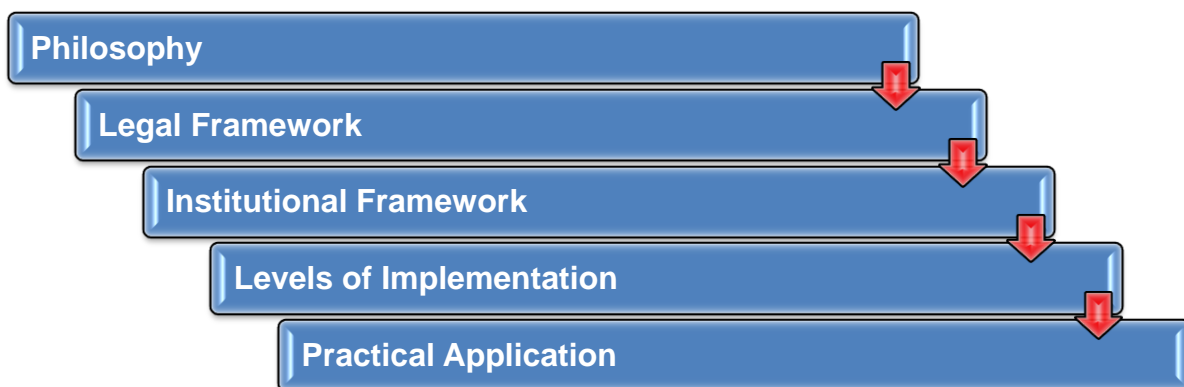 Philosophy
Legal Framework
Institutional Framework
Levels of Implementation
Practical Application